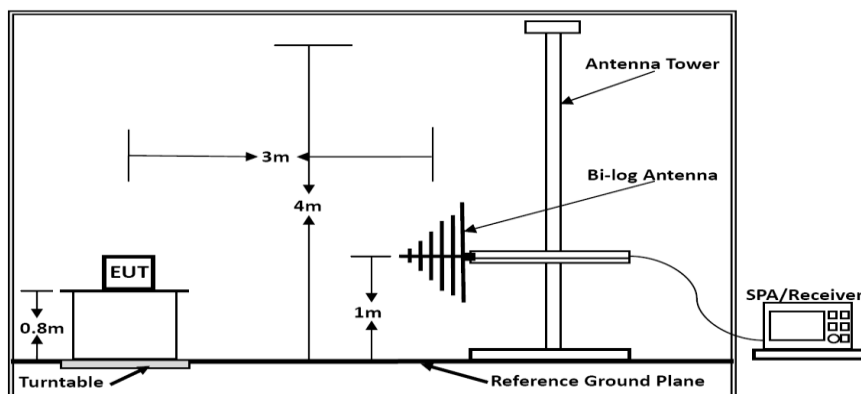 Antenna Tower
3m
Bi-log Antenna
4m
EUT
SPA/Receiver
0.8m
1m
Turntable
Reference Ground Plane